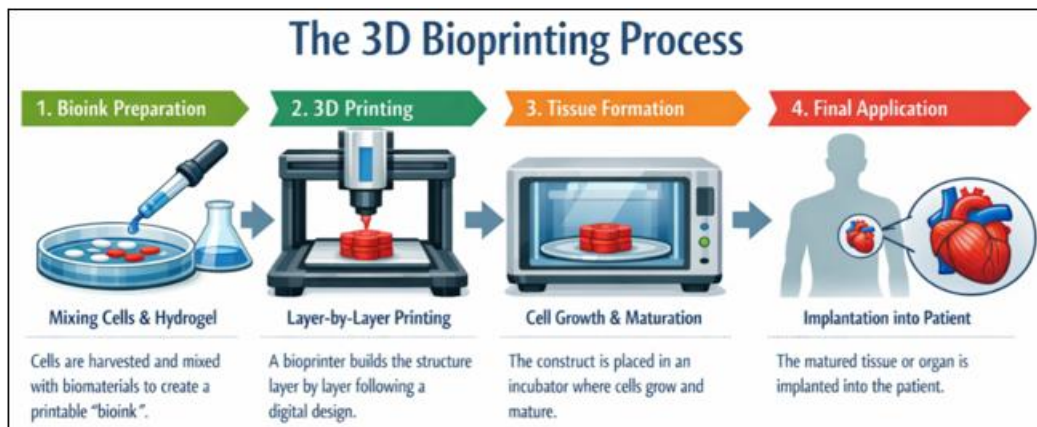 The 3D Bioprinting Process
1. Bioink Preparation
2. 3D Printing
3. Tissue Formation
4. Final Application
Mixing Cells & Hydrogel
Layer-by-Layer Printing
Cell Growth & Maturation
Implantation into Patient
Cells are harvested and mixed
with biomaterials to create a
printable "bioink".
A bioprinter builds the structure
layer by layer following a
digital design.
The construct is placed in an
incubator where cells grow and
mature.
The matured tissue or organ is
implanted into the patient.